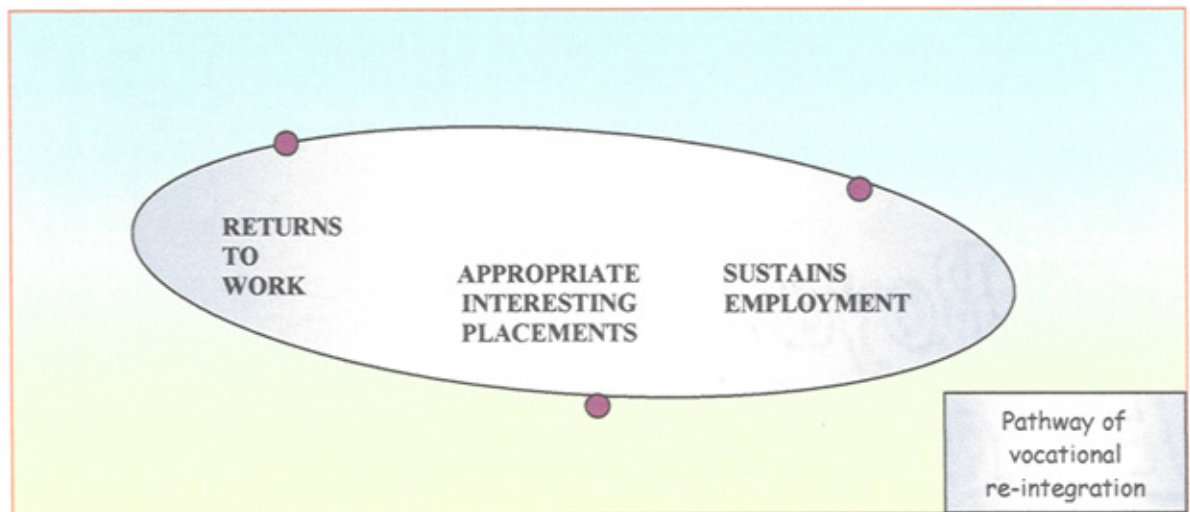 RETURNS
TO
WORK
APPROPRIATE
INTERESTING
PLACEMENTS
SUSTAINS
EMPLOYMENT
Pathway of
vocational
re-integration